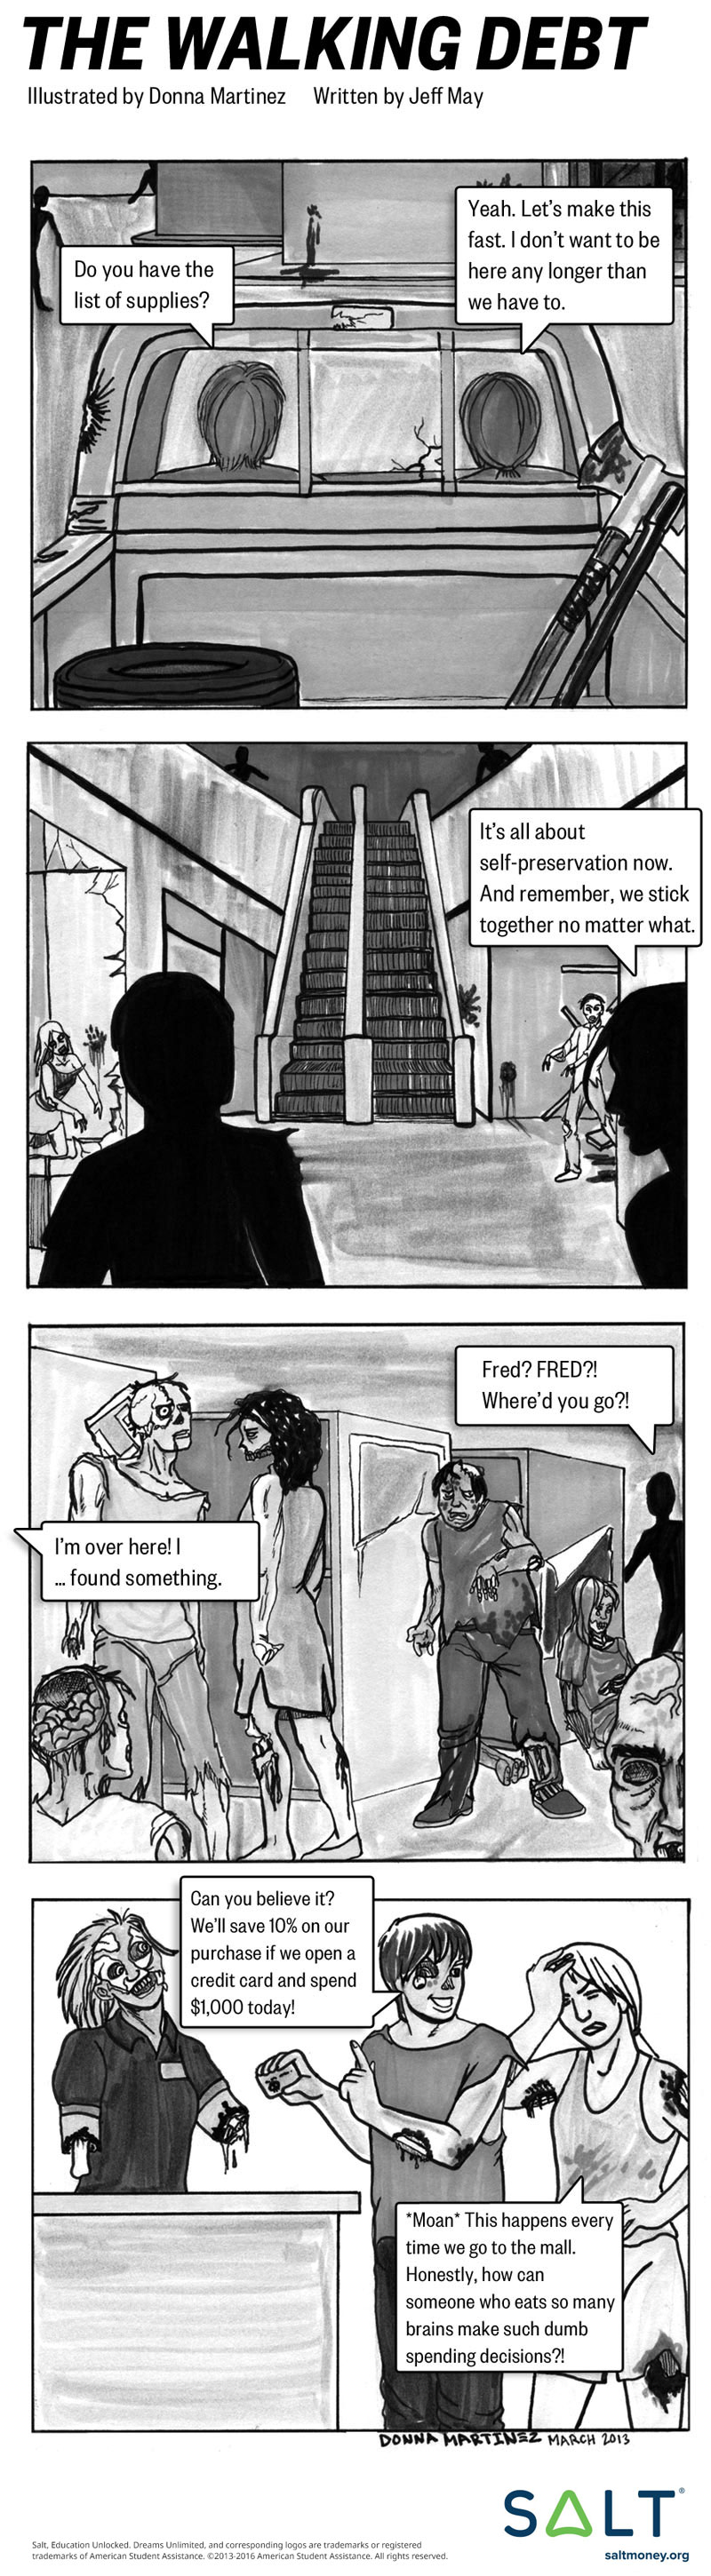 THE WALKING DEBT
Illustrated by Donna Martinez Written by Jeff May
Do you have the
list of supplies?
Yeah. Let's make this
fast. I don't want to be
here any longer than
we have to.
It's all about
self-preservation now.
And remember, we stick
together no matter what.
Fred? FRED?!
Where'd you go?!
I'm over here! I
... found something.
Can you believe it?
We'll save 10% on our
purchase if we open a
credit card and spend
$1,000 today!
*Moan* This happens every
time we go to the mall.
Honestly, how can
someone who eats so many
brains make such dumb
spending decisions?!
DONNA MARTINEZ MARCH 2013
SALT®
Salt, Education Unlocked. Dreams Unlimited, and corresponding logos are trademarks or registered
trademarks of American Student Assistance. ©2013-2016 American Student Assistance. All rights reserved.
saltmoney.org